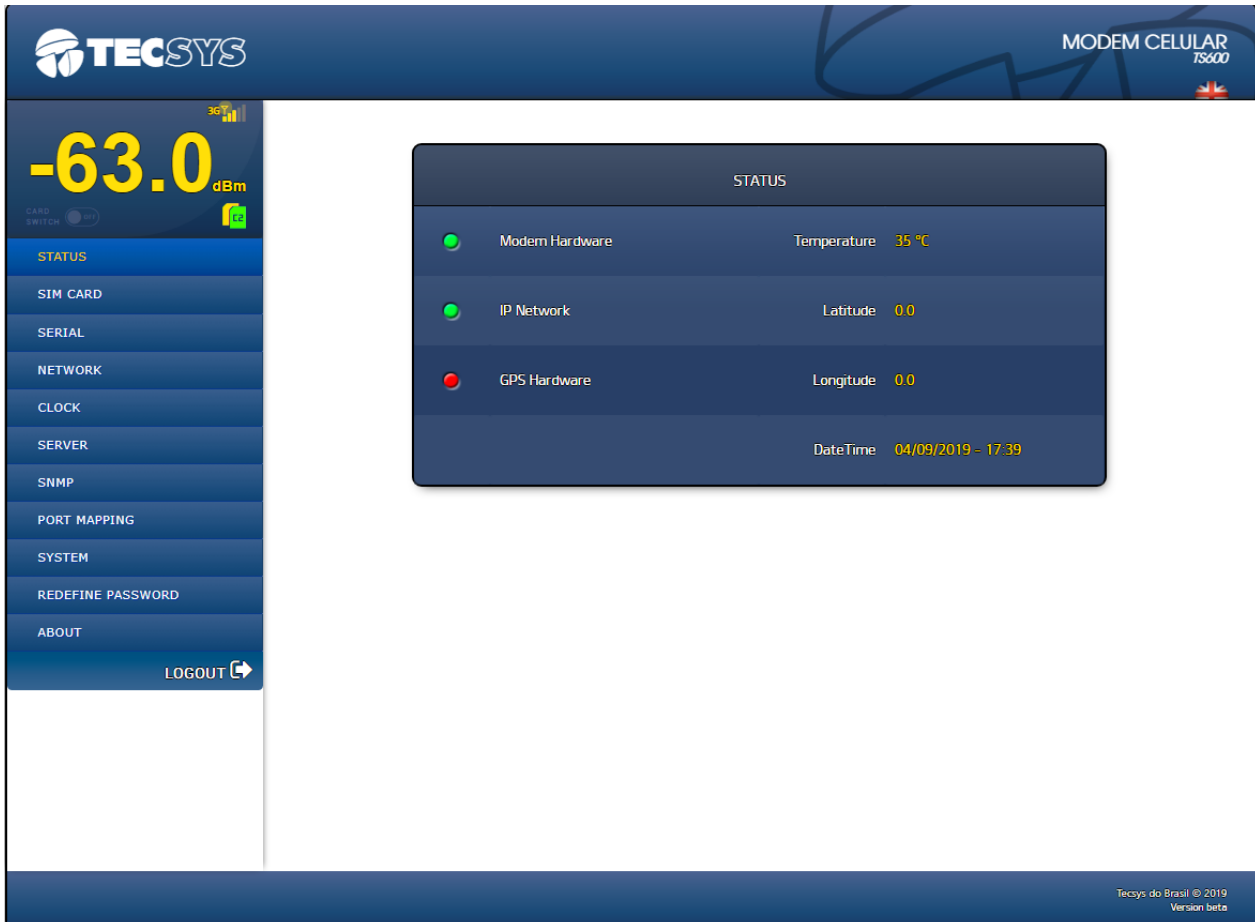 TECSYS
MODEM CELULAR
TS600
3G
-63.0 dBm
CARD
SWITCH OFF
C2
STATUS
SIM CARD
SERIAL
NETWORK
CLOCK
SERVER
SNMP
PORT MAPPING
SYSTEM
REDEFINE PASSWORD
ABOUT
LOGOUT
STATUS
Modem Hardware Temperature 35 °C
IP Network Latitude 0.0
GPS Hardware Longitude 0.0
DateTime 04/09/2019 - 17:39
Tecsys do Brasil © 2019
Version beta